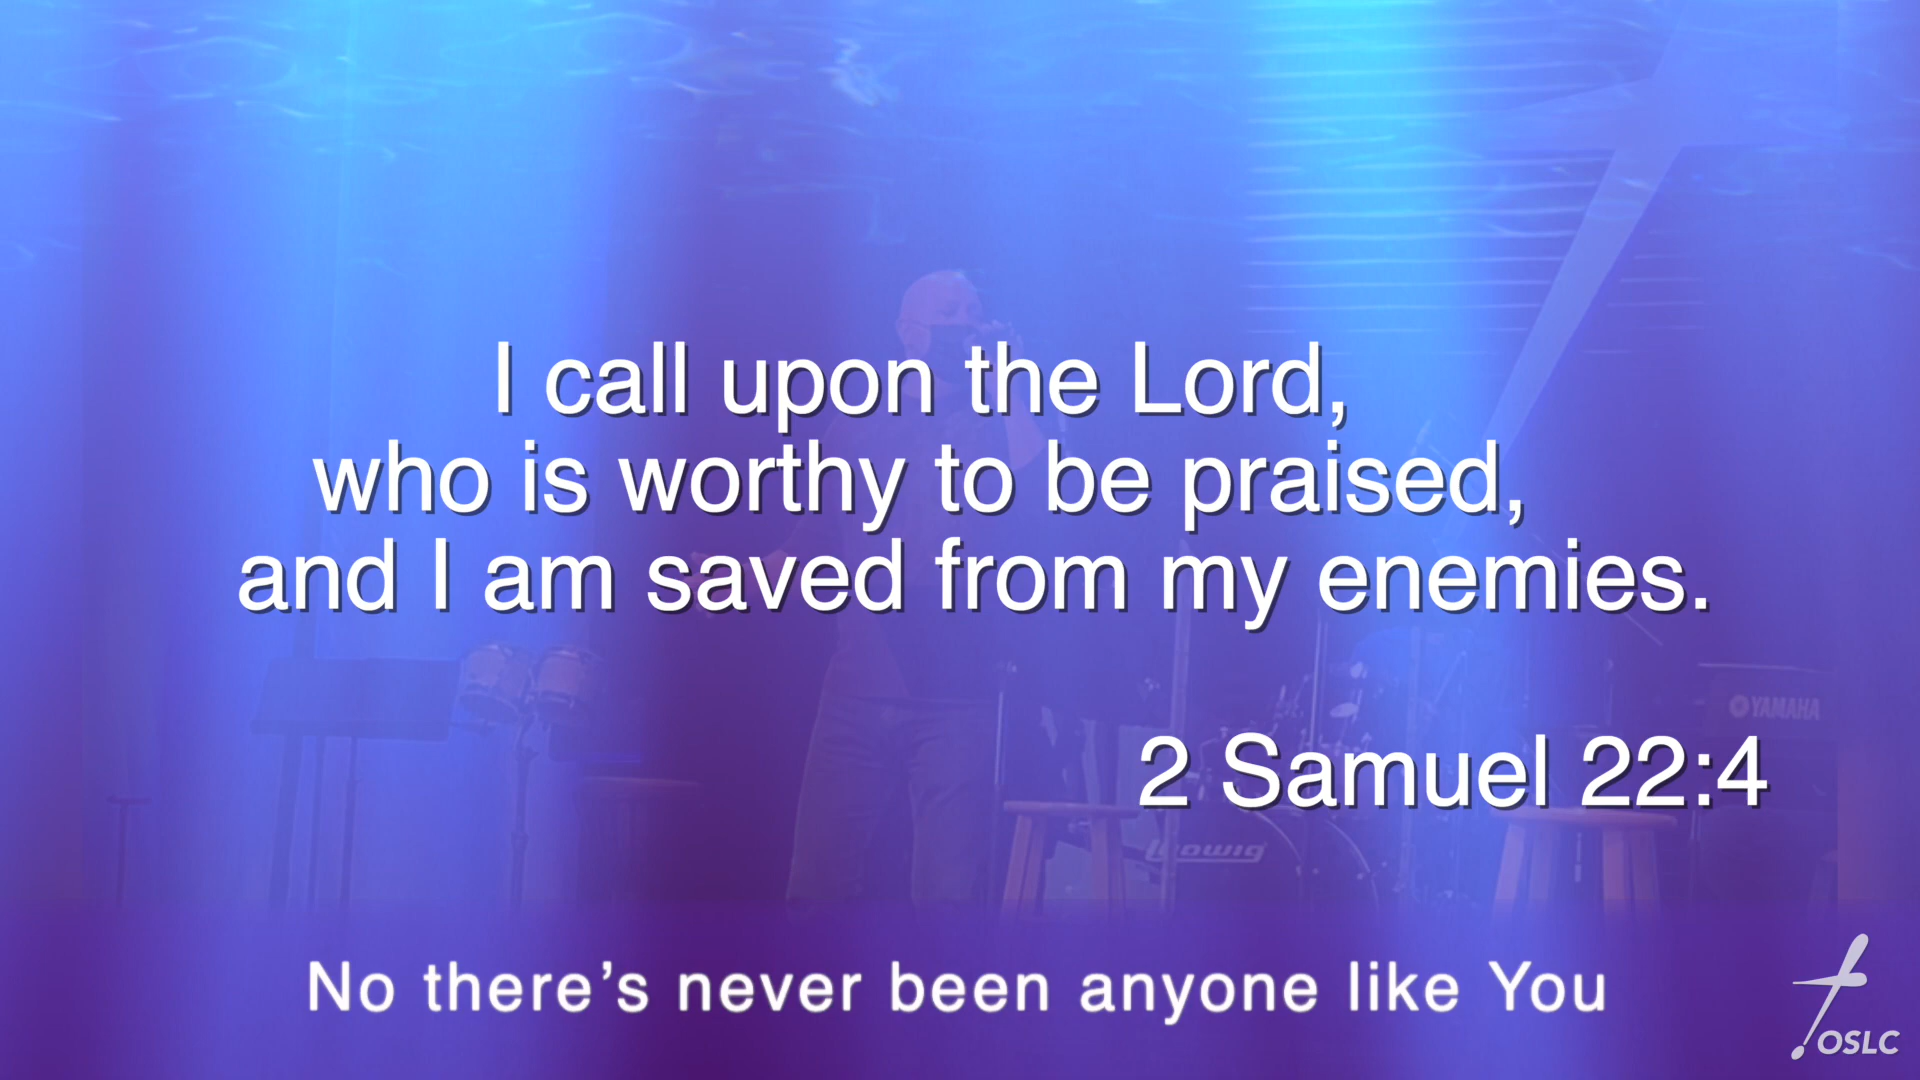 I call upon the Lord,
who is worthy to be praised,
and I am saved from my enemies.
2 Samuel 22:4
YAMAHA
Ludwig
No there’s never been anyone like You
OSLC